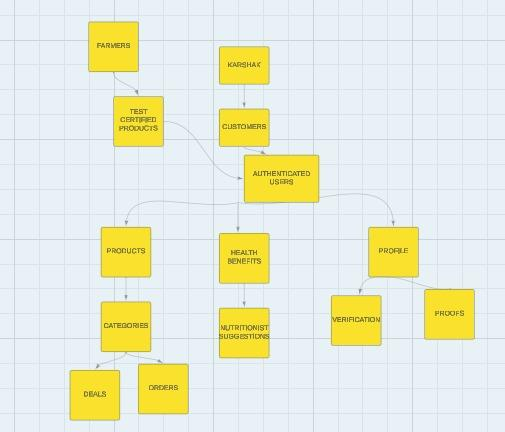 FARMERS
KARSHAK
TEST
CERTIFIED
PRODUCTS
CUSTOMERS
AUTHENTICATED
USERS
PRODUCTS
HEALTH
BENEFITS
PROFILE
CATEGORIES
NUTRITIONIST
SUGGESTIONS
VERIFICATION
PROOFS
DEALS
ORDERS